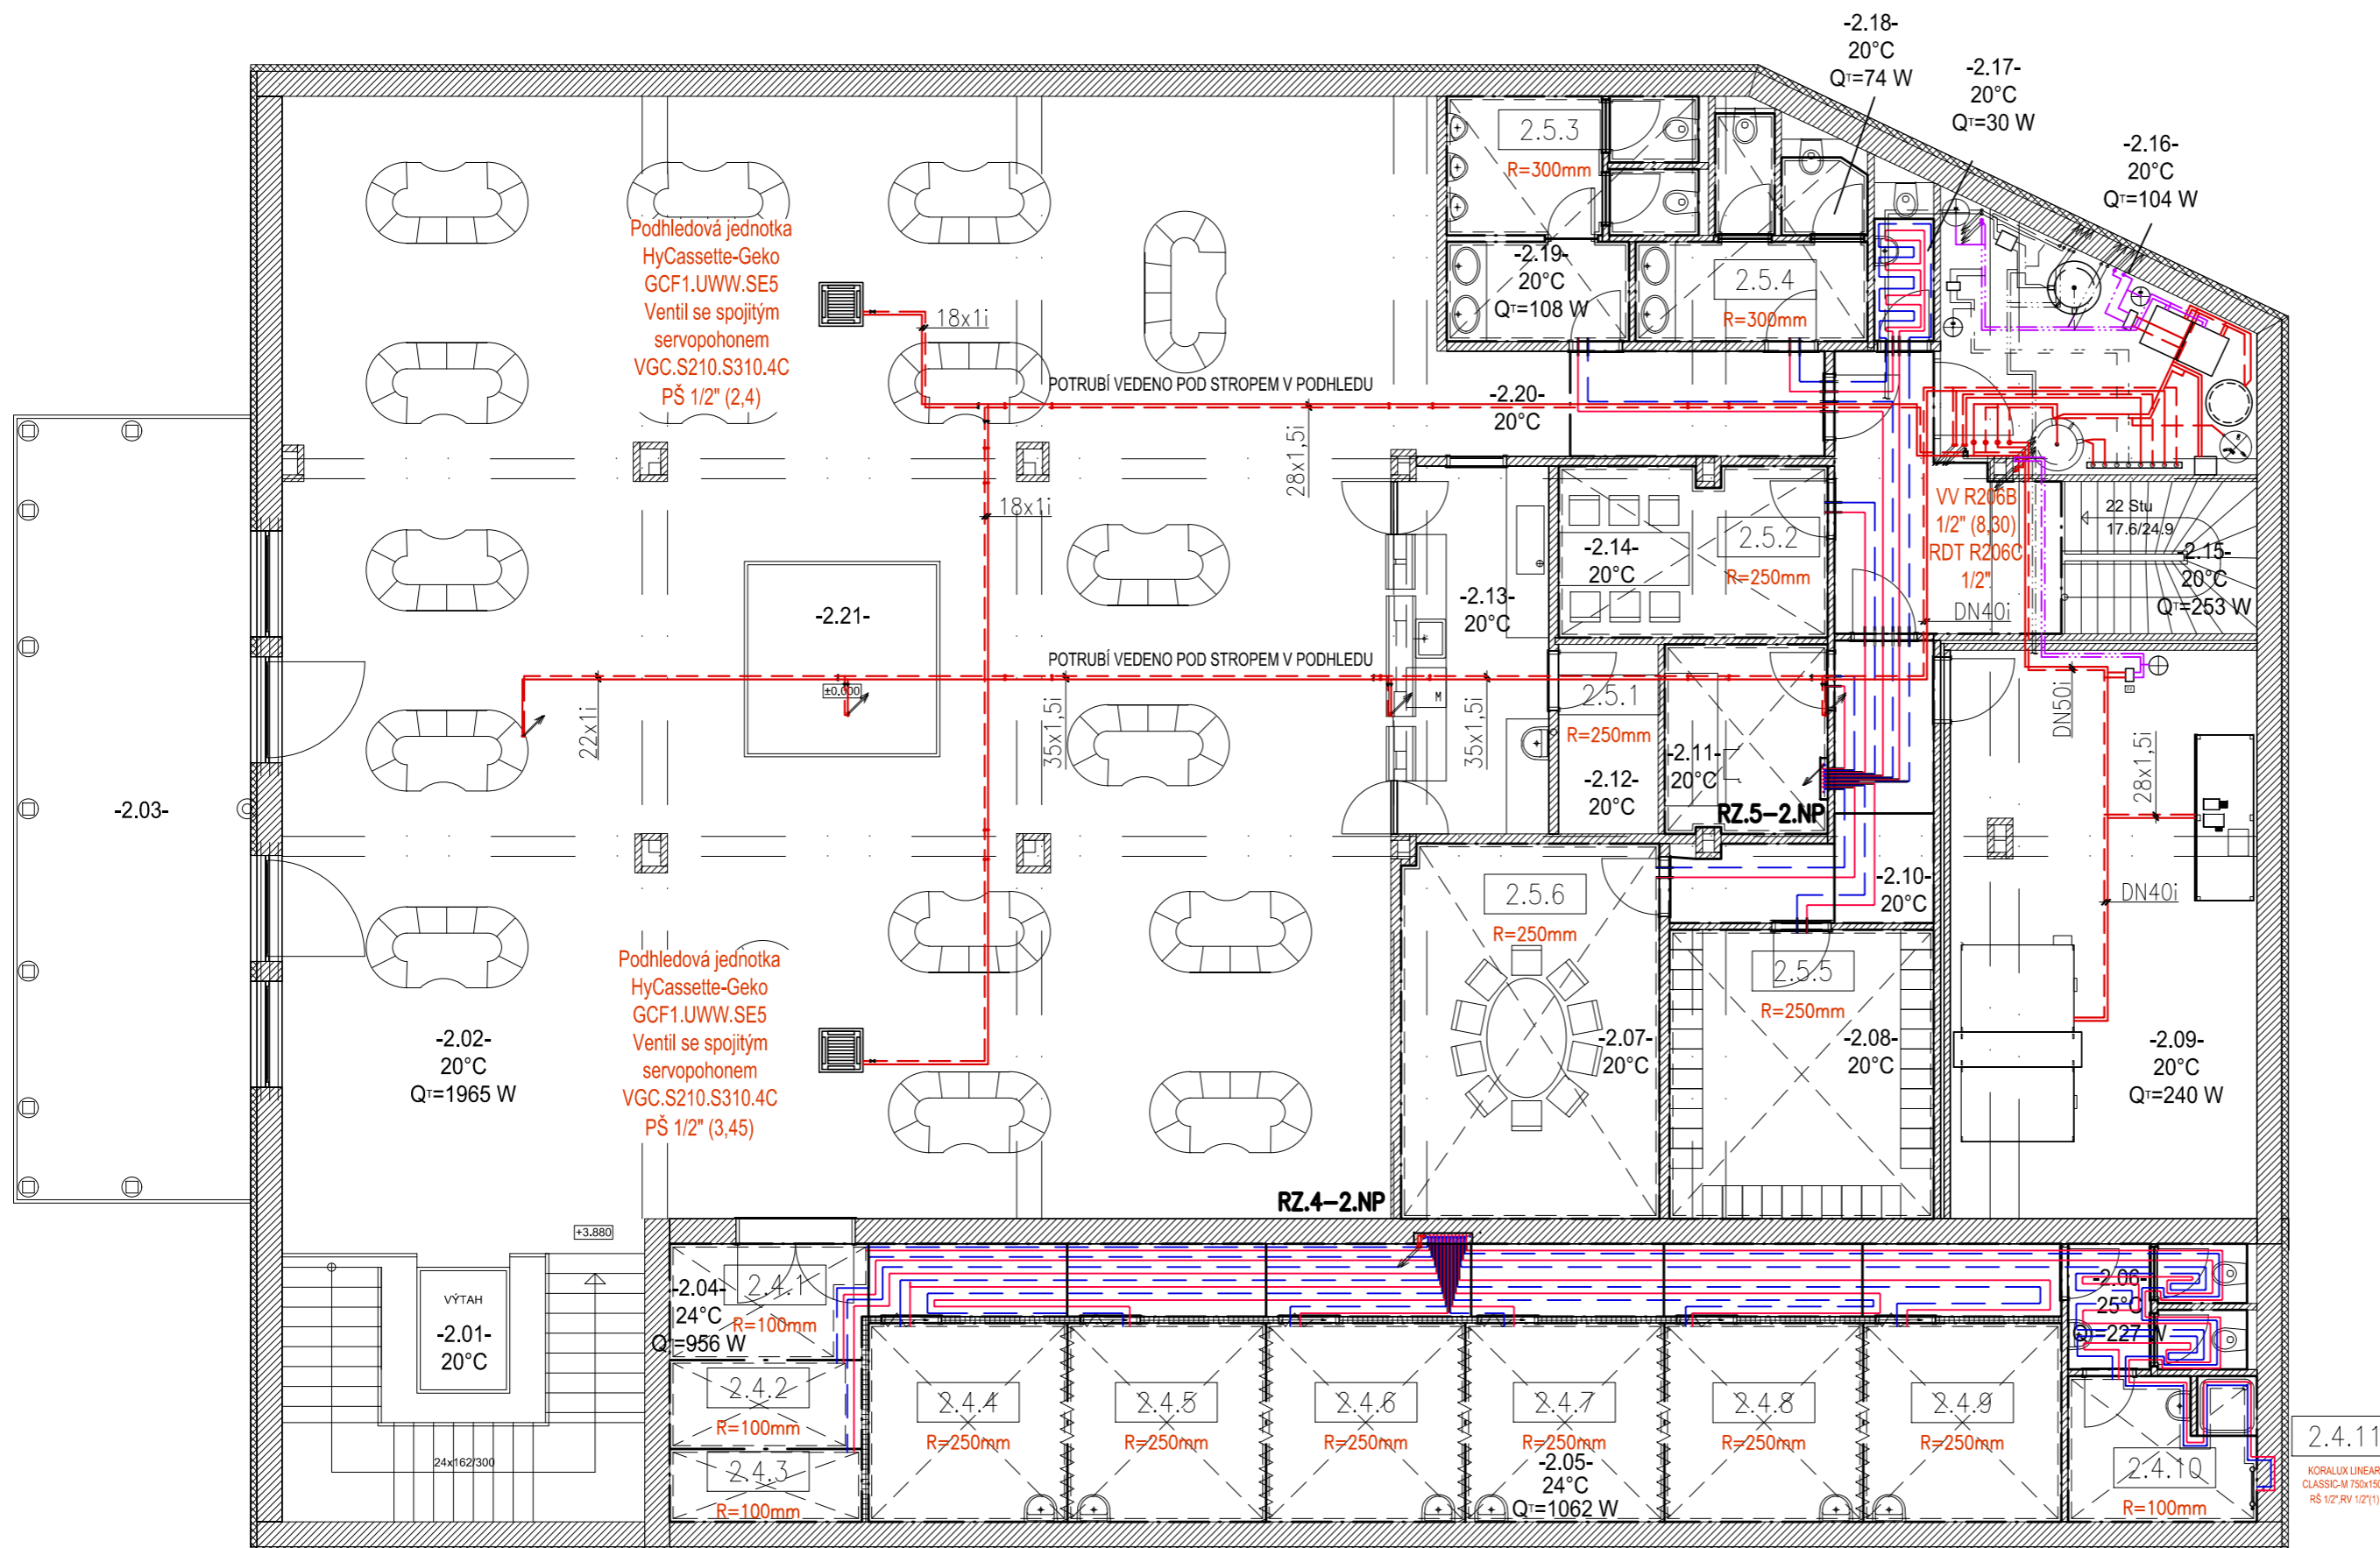 -2.18-
20°C
QT=74 W
-2.17-
20°C
QT=30 W
-2.16-
20°C
QT=104 W
2.5.3
R=300mm
-2.19-
20°C
QT=108 W
2.5.4
R=300mm
Podhledová jednotka
HyCassette-Geko
GCF1.UWW.SE5
Ventil se spojitým
servopohonem
VGC.S210.S310.4C
PŠ 1/2" (2,4)
18x1i
POTRUBÍ VEDENO POD STROPEM V PODHLEDU
-2.20-
20°C
28x1,5i
18x1i
VV R206B
1/2" (8,30)
RDT R206C
1/2"
DN40i
22 Stu
17.6/24.9
-2.15-
20°C
QT=253 W
-2.14-
20°C
2.5.2
R=250mm
-2.13-
20°C
-2.21-
±0,000
POTRUBÍ VEDENO POD STROPEM V PODHLEDU
22x1i
35x1,5i
M
35x1,5i
2.5.1
R=250mm
-2.12-
20°C
-2.11-
20°C
RZ.5-2.NP
DN50i
28x1,5i
DN40i
-2.03-
2.5.6
R=250mm
-2.10-
20°C
2.5.5
R=250mm
Podhledová jednotka
HyCassette-Geko
GCF1.UWW.SE5
Ventil se spojitým
servopohonem
VGC.S210.S310.4C
PŠ 1/2" (3,45)
-2.02-
20°C
QT=1965 W
-2.07-
20°C
-2.08-
20°C
-2.09-
20°C
QT=240 W
RZ.4-2.NP
+3.880
VÝTAH
-2.01-
20°C
24x162/300
2.4.1
R=100mm
-2.04-
24°C
QT=956 W
2.4.2
R=100mm
2.4.3
R=100mm
2.4.4
R=250mm
2.4.5
R=250mm
2.4.6
R=250mm
2.4.7
R=250mm
-2.05-
24°C
QT=1062 W
2.4.8
R=250mm
2.4.9
R=250mm
-2.06-
25°C
QT=227 W
2.4.10
R=100mm
2.4.11
KORALUX LINEAR
CLASSIC-M 750x150
RŠ 1/2",RV 1/2"(1)